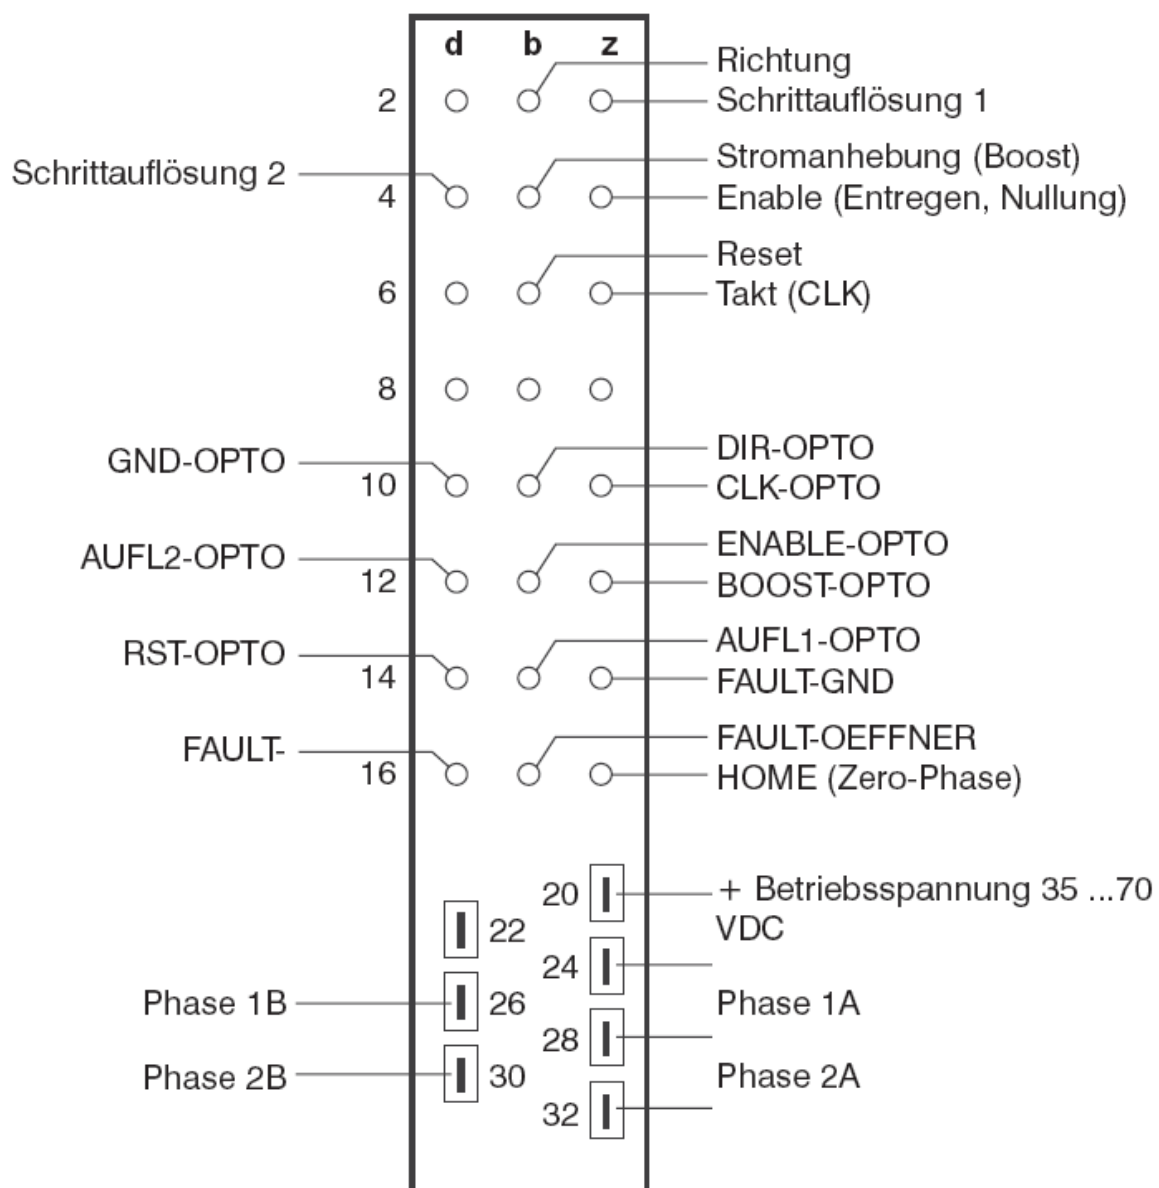 d b z
Richtung
2
Schrittauflösung 1
Stromanhebung (Boost)
Schrittauflösung 2
4
Enable (Entregen, Nullung)
Reset
6
Takt (CLK)
8
DIR-OPTO
GND-OPTO
10
CLK-OPTO
ENABLE-OPTO
AUFL2-OPTO
12
BOOST-OPTO
AUFL1-OPTO
RST-OPTO
14
FAULT-GND
FAULT-OEFFNER
FAULT-
16
HOME (Zero-Phase)
20
+ Betriebsspannung 35 ...70
VDC
22
24
Phase 1B
26
Phase 1A
28
Phase 2B
30
Phase 2A
32